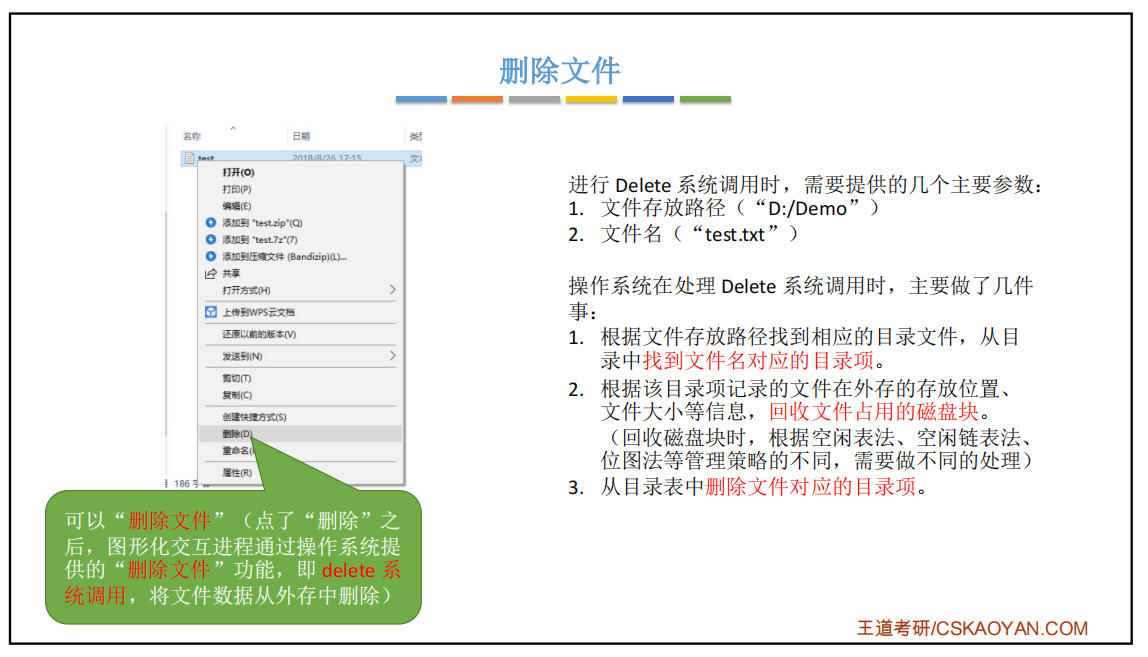 删除文件
名称 日期 类型
test 2018/8/26 17:15
打开(O)
打印(P)
编辑(E)
添加到 "test.zip"(Q)
添加到 "test.7z"(7)
添加到压缩文件 (Bandizip)(L)...
共享
打开方式(H)
上传到WPS云文档
还原以前的版本(V)
发送到(N)
剪切(T)
复制(C)
创建快捷方式(S)
删除(D)
重命名
属性(R)
186 字
可以“删除文件”（点了“删除”之
后，图形化交互进程通过操作系统提
供的“删除文件”功能，即 delete 系
统调用，将文件数据从外存中删除）
进行 Delete 系统调用时，需要提供的几个主要参数：
1. 文件存放路径（“D:/Demo”）
2. 文件名（“test.txt”）
操作系统在处理 Delete 系统调用时，主要做了几件
事：
1. 根据文件存放路径找到相应的目录文件，从目
录中找到文件名对应的目录项。
2. 根据该目录项记录的文件在外存的存放位置、
文件大小等信息，回收文件占用的磁盘块。
（回收磁盘块时，根据空闲表法、空闲链表法、
位图法等管理策略的不同，需要做不同的处理）
3. 从目录表中删除文件对应的目录项。
王道考研/CSKAOYAN.COM